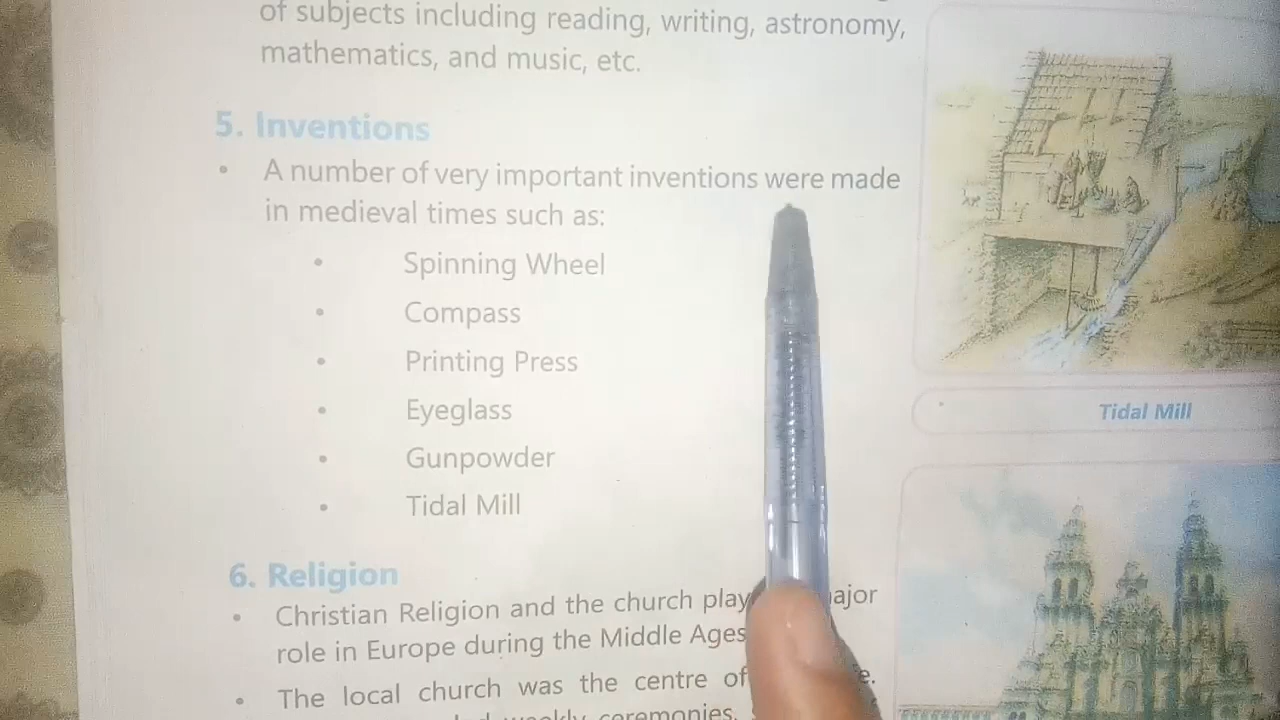 of subjects including reading, writing, astronomy,
mathematics, and music, etc.
5. Inventions
• A number of very important inventions were made
in medieval times such as:
• Spinning Wheel
• Compass
• Printing Press
• Eyeglass
• Gunpowder
• Tidal Mill
6. Religion
• Christian Religion and the church
role in Europe during the Middle Ages
• The local church was the centre of
weekly ceremonies.
Tidal Mill